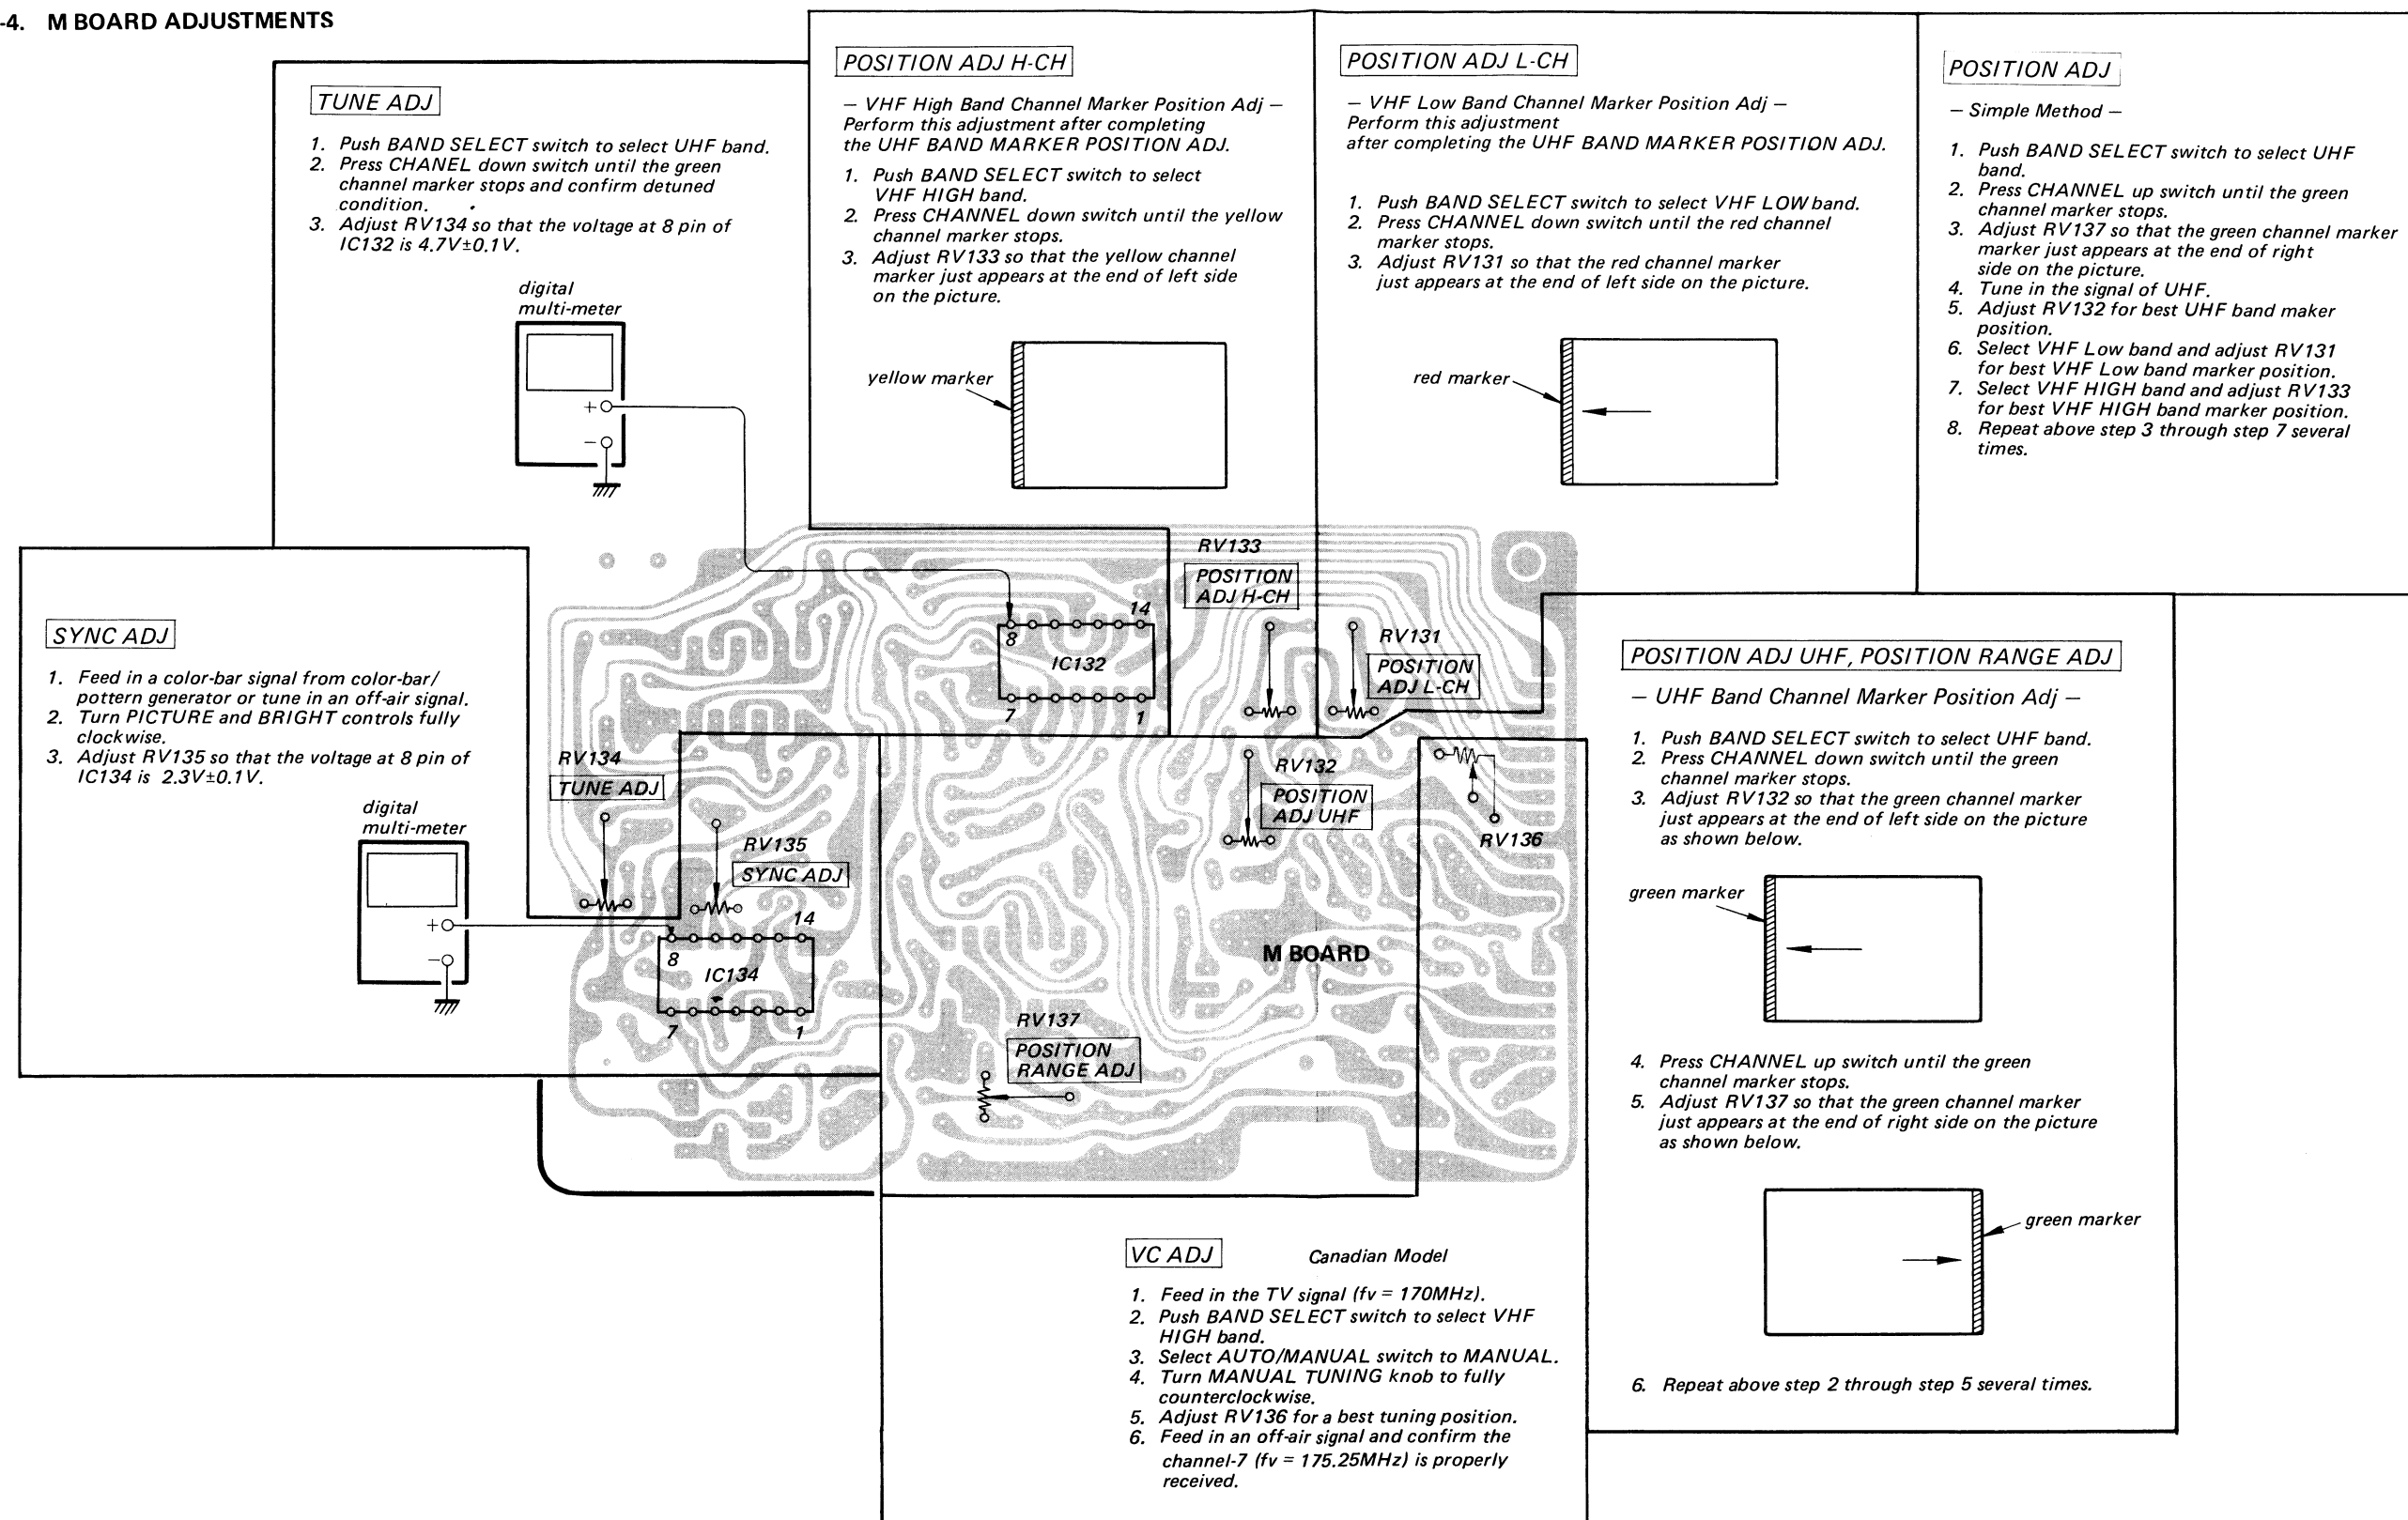 -4. M BOARD ADJUSTMENTS
TUNE ADJ
1. Push BAND SELECT switch to select UHF band.
2. Press CHANEL down switch until the green
channel marker stops and confirm detuned
condition.
3. Adjust RV134 so that the voltage at 8 pin of
IC132 is 4.7V±0.1V.
digital
multi-meter
+
−
POSITION ADJ H-CH
— VHF High Band Channel Marker Position Adj —
Perform this adjustment after completing
the UHF BAND MARKER POSITION ADJ.
1. Push BAND SELECT switch to select
VHF HIGH band.
2. Press CHANNEL down switch until the yellow
channel marker stops.
3. Adjust RV133 so that the yellow channel
marker just appears at the end of left side
on the picture.
yellow marker
POSITION ADJ L-CH
— VHF Low Band Channel Marker Position Adj —
Perform this adjustment
after completing the UHF BAND MARKER POSITION ADJ.
1. Push BAND SELECT switch to select VHF LOW band.
2. Press CHANNEL down switch until the red channel
marker stops.
3. Adjust RV131 so that the red channel marker
just appears at the end of left side on the picture.
red marker
POSITION ADJ
— Simple Method —
1. Push BAND SELECT switch to select UHF
band.
2. Press CHANNEL up switch until the green
channel marker stops.
3. Adjust RV137 so that the green channel marker
marker just appears at the end of right
side on the picture.
4. Tune in the signal of UHF.
5. Adjust RV132 for best UHF band maker
position.
6. Select VHF Low band and adjust RV131
for best VHF Low band marker position.
7. Select VHF HIGH band and adjust RV133
for best VHF HIGH band marker position.
8. Repeat above step 3 through step 7 several
times.
SYNC ADJ
1. Feed in a color-bar signal from color-bar/
pottern generator or tune in an off-air signal.
2. Turn PICTURE and BRIGHT controls fully
clockwise.
3. Adjust RV135 so that the voltage at 8 pin of
IC134 is 2.3V±0.1V.
digital
multi-meter
+
−
RV133
POSITION
ADJ H-CH
14
8
IC132
7
1
RV131
POSITION
ADJ L-CH
RV134
TUNE ADJ
RV135
SYNC ADJ
14
8
IC134
7
1
RV132
POSITION
ADJ UHF
RV136
M BOARD
RV137
POSITION
RANGE ADJ
POSITION ADJ UHF, POSITION RANGE ADJ
— UHF Band Channel Marker Position Adj —
1. Push BAND SELECT switch to select UHF band.
2. Press CHANNEL down switch until the green
channel marker stops.
3. Adjust RV132 so that the green channel marker
just appears at the end of left side on the picture
as shown below.
green marker
4. Press CHANNEL up switch until the green
channel marker stops.
5. Adjust RV137 so that the green channel marker
just appears at the end of right side on the picture
as shown below.
green marker
6. Repeat above step 2 through step 5 several times.
VC ADJ Canadian Model
1. Feed in the TV signal (fv = 170MHz).
2. Push BAND SELECT switch to select VHF
HIGH band.
3. Select AUTO/MANUAL switch to MANUAL.
4. Turn MANUAL TUNING knob to fully
counterclockwise.
5. Adjust RV136 for a best tuning position.
6. Feed in an off-air signal and confirm the
channel-7 (fv = 175.25MHz) is properly
received.